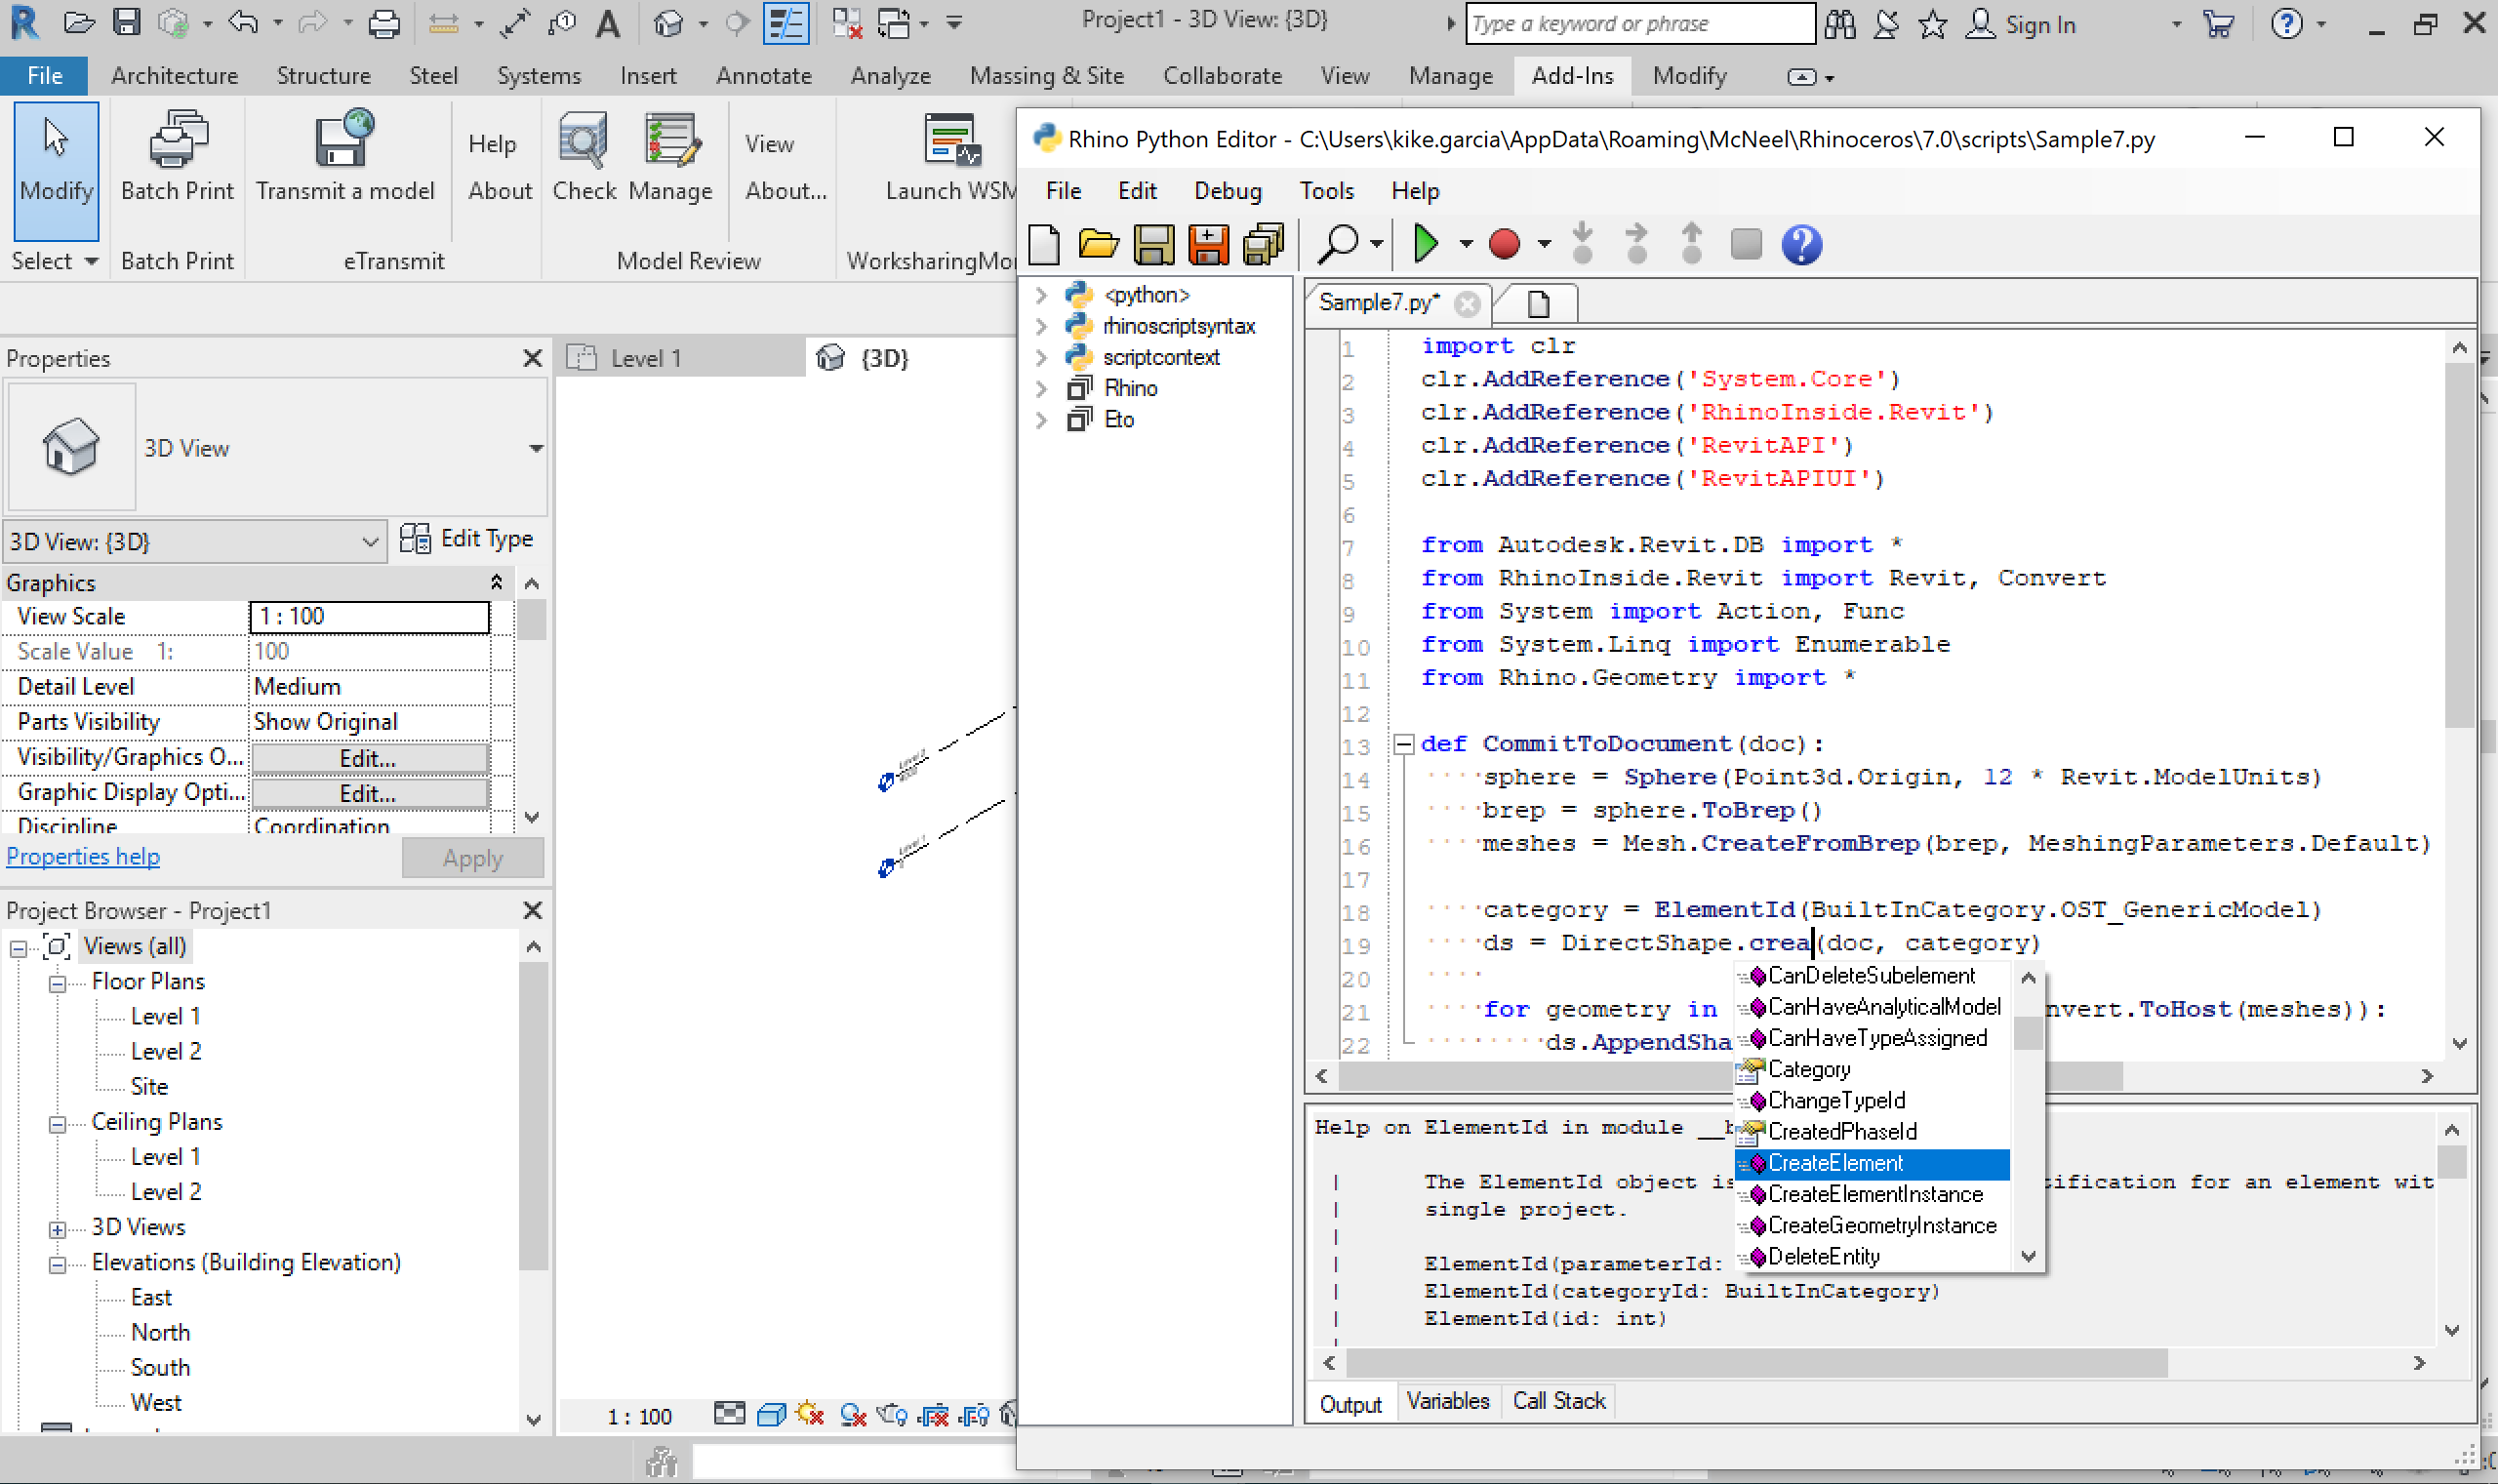 Project1 - 3D View: {3D}
Type a keyword or phrase
Sign In
File Architecture Structure Steel Systems Insert Annotate Analyze Massing & Site Collaborate View Manage Add-Ins Modify
Modify
Select
Batch Print
Batch Print
Transmit a model
Help
About
eTransmit
Check
Manage
View
About...
Model Review
Launch WSM
WorksharingMo
Properties
3D View
3D View: {3D}
Edit Type
Graphics
View Scale 1 : 100
Scale Value 1: 100
Detail Level Medium
Parts Visibility Show Original
Visibility/Graphics O... Edit...
Graphic Display Opti... Edit...
Discipline Coordination
Properties help
Apply
Project Browser - Project1
Views (all)
Floor Plans
Level 1
Level 2
Site
Ceiling Plans
Level 1
Level 2
3D Views
Elevations (Building Elevation)
East
North
South
West
Level 1
{3D}
Level 2
Level 1
1 : 100
Rhino Python Editor - C:\Users\kike.garcia\AppData\Roaming\McNeel\Rhinoceros\7.0\scripts\Sample7.py
File Edit Debug Tools Help
<python>
rhinoscriptsyntax
scriptcontext
Rhino
Eto
Sample7.py*
1 import clr
2 clr.AddReference('System.Core')
3 clr.AddReference('RhinoInside.Revit')
4 clr.AddReference('RevitAPI')
5 clr.AddReference('RevitAPIUI')
6
7 from Autodesk.Revit.DB import *
8 from RhinoInside.Revit import Revit, Convert
9 from System import Action, Func
10 from System.Linq import Enumerable
11 from Rhino.Geometry import *
12
13 def CommitToDocument(doc):
14 sphere = Sphere(Point3d.Origin, 12 * Revit.ModelUnits)
15 brep = sphere.ToBrep()
16 meshes = Mesh.CreateFromBrep(brep, MeshingParameters.Default)
17
18 category = ElementId(BuiltInCategory.OST_GenericModel)
19 ds = DirectShape.crea(doc, category)
20
21 for geometry in nvert.ToHost(meshes)):
22 ds.AppendSha
CanDeleteSubelement
CanHaveAnalyticalModel
CanHaveTypeAssigned
Category
ChangeTypeId
CreatedPhaseId
CreateElement
CreateElementInstance
CreateGeometryInstance
DeleteEntity
Help on ElementId in module __b
| The ElementId object is tification for an element wit
| single project.
|
| ElementId(parameterId:
| ElementId(categoryId: BuiltInCategory)
| ElementId(id: int)
Output Variables Call Stack